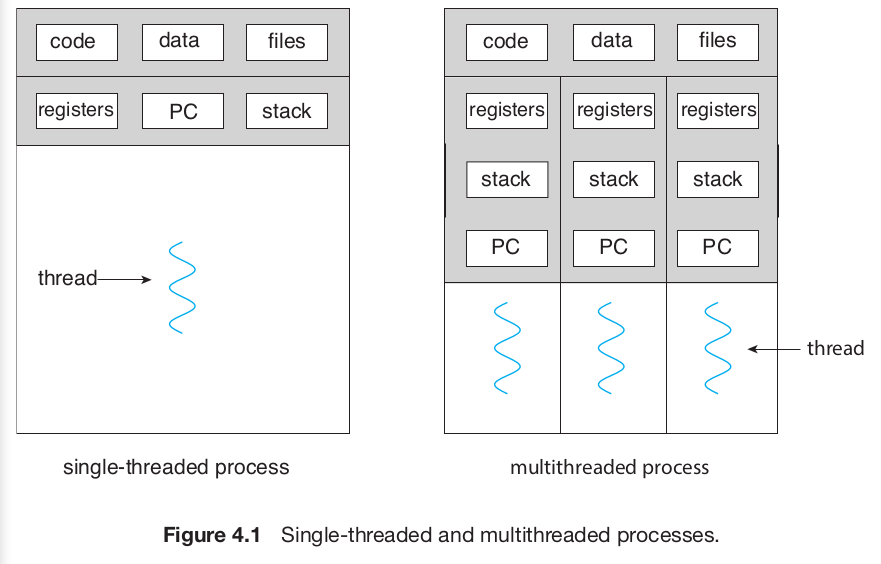 code data files
registers PC stack
thread
single-threaded process
code data files
registers registers registers
stack stack stack
PC PC PC
thread
multithreaded process
Figure 4.1 Single-threaded and multithreaded processes.